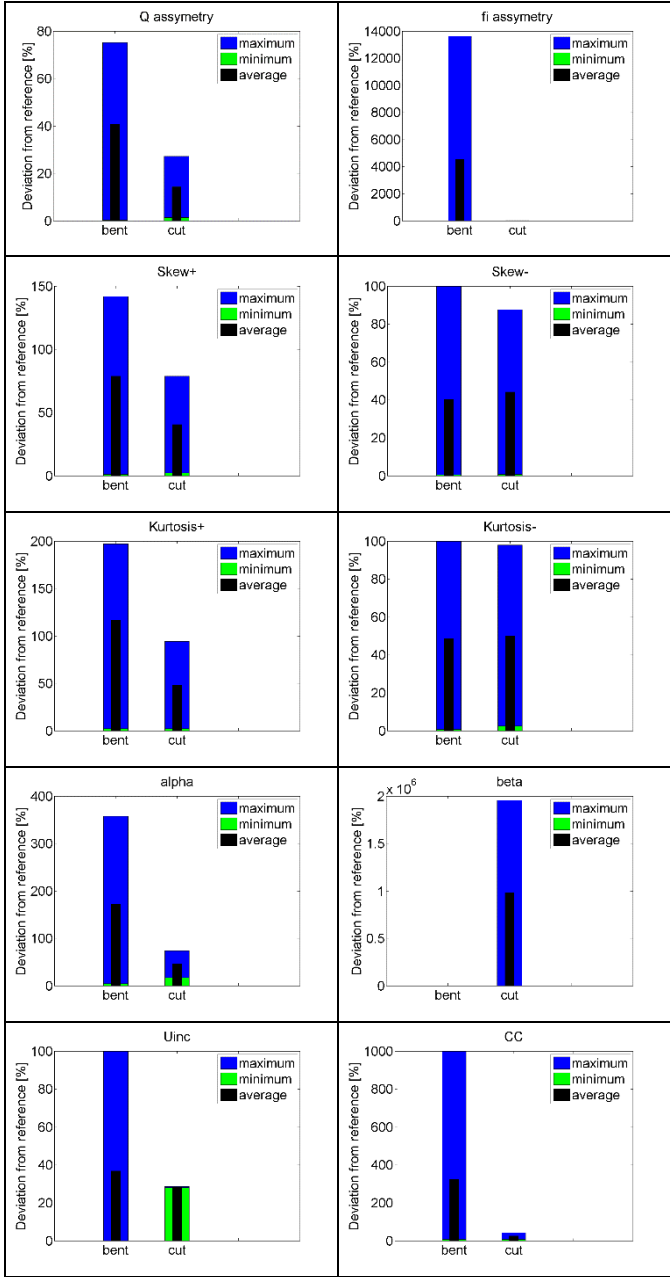 Q assymetry
Deviation from reference [%]
80
60
40
20
0
bent cut
maximum
minimum
average
fi assymetry
Deviation from reference [%]
14000
12000
10000
8000
6000
4000
2000
0
bent cut
maximum
minimum
average
Skew+
Deviation from reference [%]
150
100
50
0
bent cut
maximum
minimum
average
Skew-
Deviation from reference [%]
100
80
60
40
20
0
bent cut
maximum
minimum
average
Kurtosis+
Deviation from reference [%]
200
150
100
50
0
bent cut
maximum
minimum
average
Kurtosis-
Deviation from reference [%]
100
80
60
40
20
0
bent cut
maximum
minimum
average
alpha
Deviation from reference [%]
400
300
200
100
0
bent cut
maximum
minimum
average
beta
Deviation from reference [%]
2 x 10^6
1.5
1
0.5
0
bent cut
maximum
minimum
average
Uinc
Deviation from reference [%]
100
80
60
40
20
0
bent cut
maximum
minimum
average
CC
Deviation from reference [%]
1000
800
600
400
200
0
bent cut
maximum
minimum
average